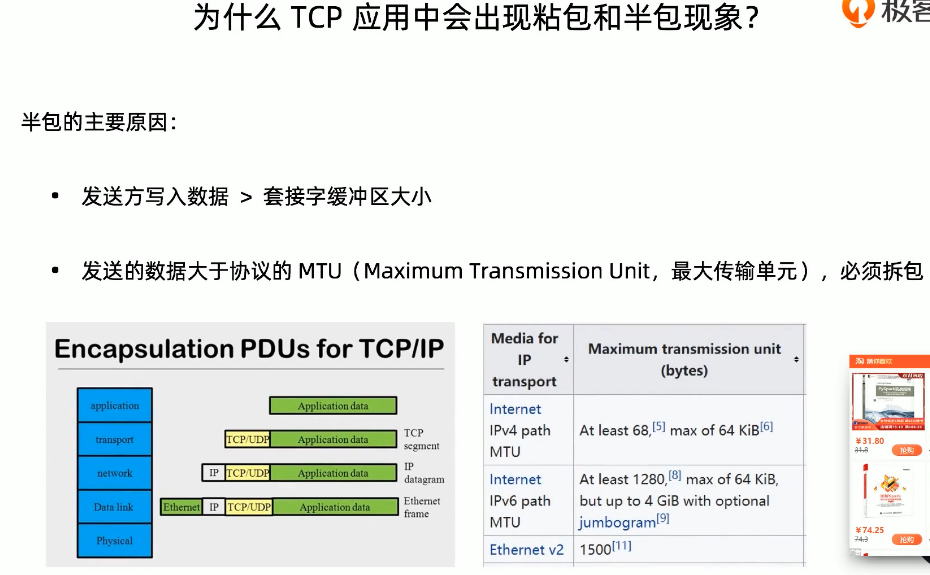 为什么 TCP 应用中会出现粘包和半包现象？
极客
半包的主要原因：
• 发送方写入数据 > 套接字缓冲区大小
• 发送的数据大于协议的 MTU（Maximum Transmission Unit，最大传输单元），必须拆包
Encapsulation PDUs for TCP/IP
application
Application data
transport
TCP/UDP
Application data
TCP
segment
network
IP
TCP/UDP
Application data
IP
datagram
Data link
Ethernet
IP
TCP/UDP
Application data
Ethernet
frame
Physical
Media for
IP
transport
Maximum transmission unit
(bytes)
Internet
IPv4 path
MTU
At least 68,[5] max of 64 KiB[6]
Internet
IPv6 path
MTU
At least 1280,[8] max of 64 KiB,
but up to 4 GiB with optional
jumbogram[9]
Ethernet v2
1500[11]
¥31.80
31.8
抢购
¥74.25
74.3
抢购